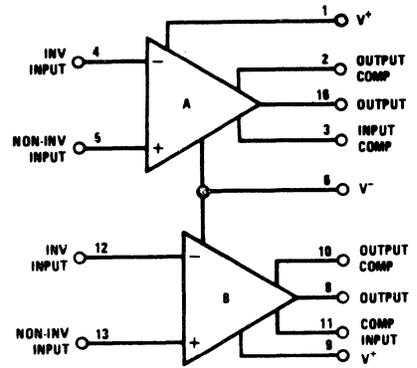 1 V+
INV INPUT 4 −
2 OUTPUT COMP
A
16 OUTPUT
3 INPUT COMP
NON-INV INPUT 5 +
6 V−
INV INPUT 12 −
10 OUTPUT COMP
B
8 OUTPUT
11 COMP INPUT
NON-INV INPUT 13 +
9 V+